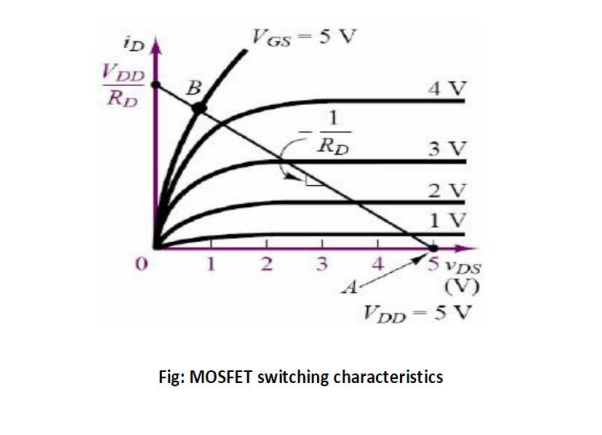 iD
VGS = 5 V
VDD
RD
B
4 V
− 1
RD
3 V
2 V
1 V
0 1 2 3 4 5 vDS
(V)
A
VDD = 5 V
Fig: MOSFET switching characteristics